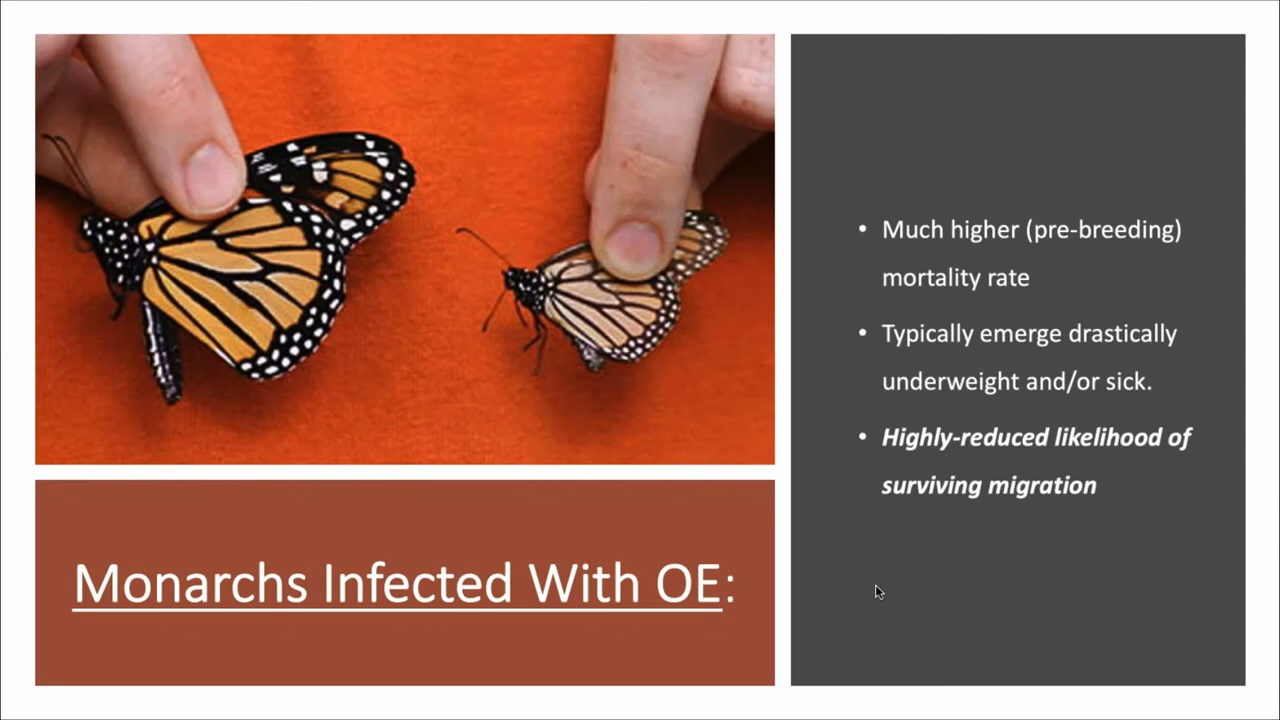 Monarchs Infected With OE:
• Much higher (pre-breeding)
mortality rate
• Typically emerge drastically
underweight and/or sick.
• Highly-reduced likelihood of
surviving migration